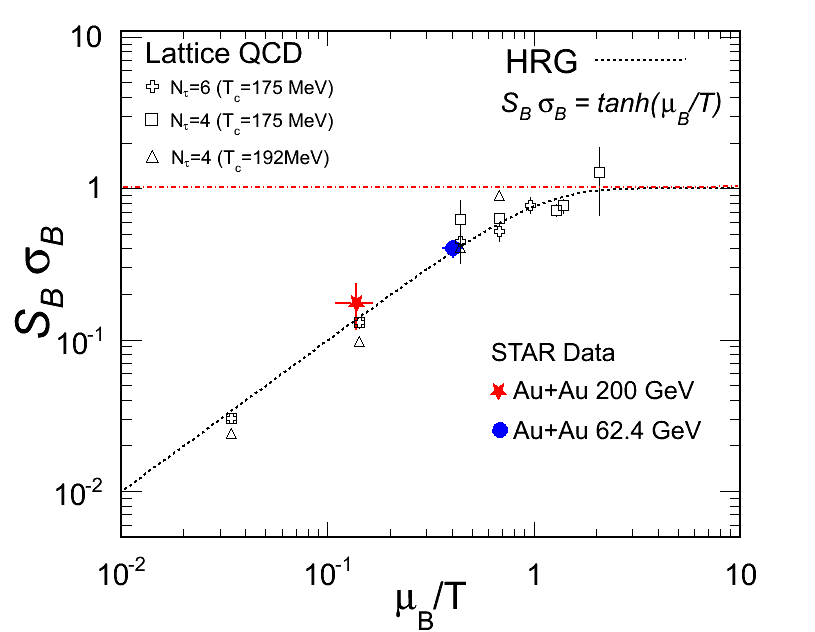 Lattice QCD
Nτ=6 (Tc=175 MeV)
Nτ=4 (Tc=175 MeV)
Nτ=4 (Tc=192MeV)
HRG
SB σB = tanh(μB/T)
10
1
10-1
10-2
SB σB
STAR Data
Au+Au 200 GeV
Au+Au 62.4 GeV
10-2
10-1
1
10
μB/T